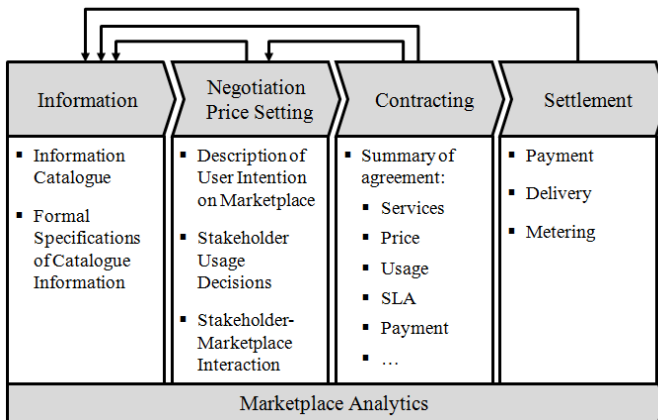 Information
Negotiation
Price Setting
Contracting
Settlement
▪ Information
Catalogue
▪ Formal
Specifications
of Catalogue
Information
▪ Description of
User Intention
on Marketplace
▪ Stakeholder
Usage
Decisions
▪ Stakeholder-
Marketplace
Interaction
▪ Summary of
agreement:
▪ Services
▪ Price
▪ Usage
▪ SLA
▪ Payment
▪ …
▪ Payment
▪ Delivery
▪ Metering
Marketplace Analytics